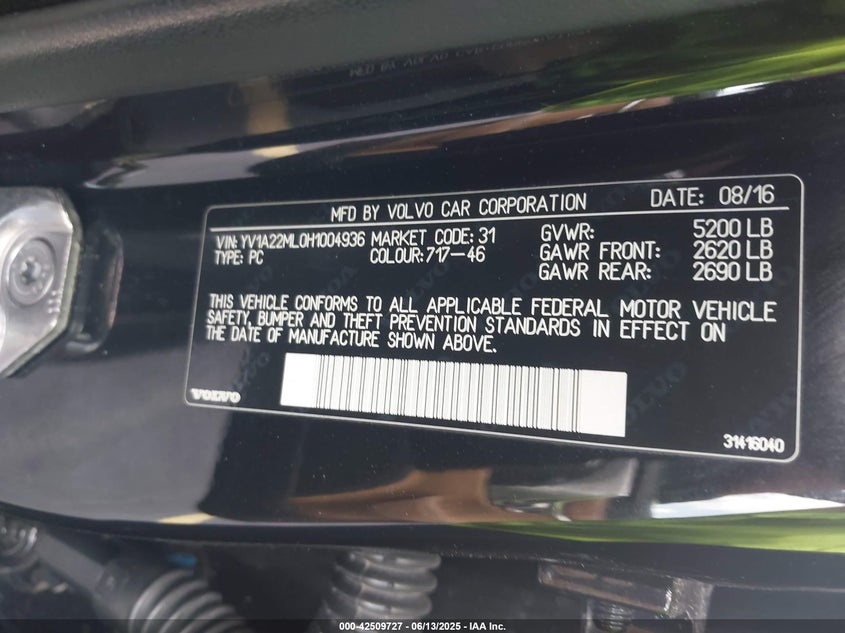 MFD BY VOLVO CAR CORPORATION DATE: 08/16
VIN: YV1A22ML0H1004936 MARKET CODE: 31 GVWR: 5200 LB
TYPE: PC COLOUR: 717-46 GAWR FRONT: 2620 LB
GAWR REAR: 2690 LB
THIS VEHICLE CONFORMS TO ALL APPLICABLE FEDERAL MOTOR VEHICLE
SAFETY, BUMPER AND THEFT PREVENTION STANDARDS IN EFFECT ON
THE DATE OF MANUFACTURE SHOWN ABOVE.
VOLVO
31416040
000-42509727 - 06/13/2025 - IAA Inc.